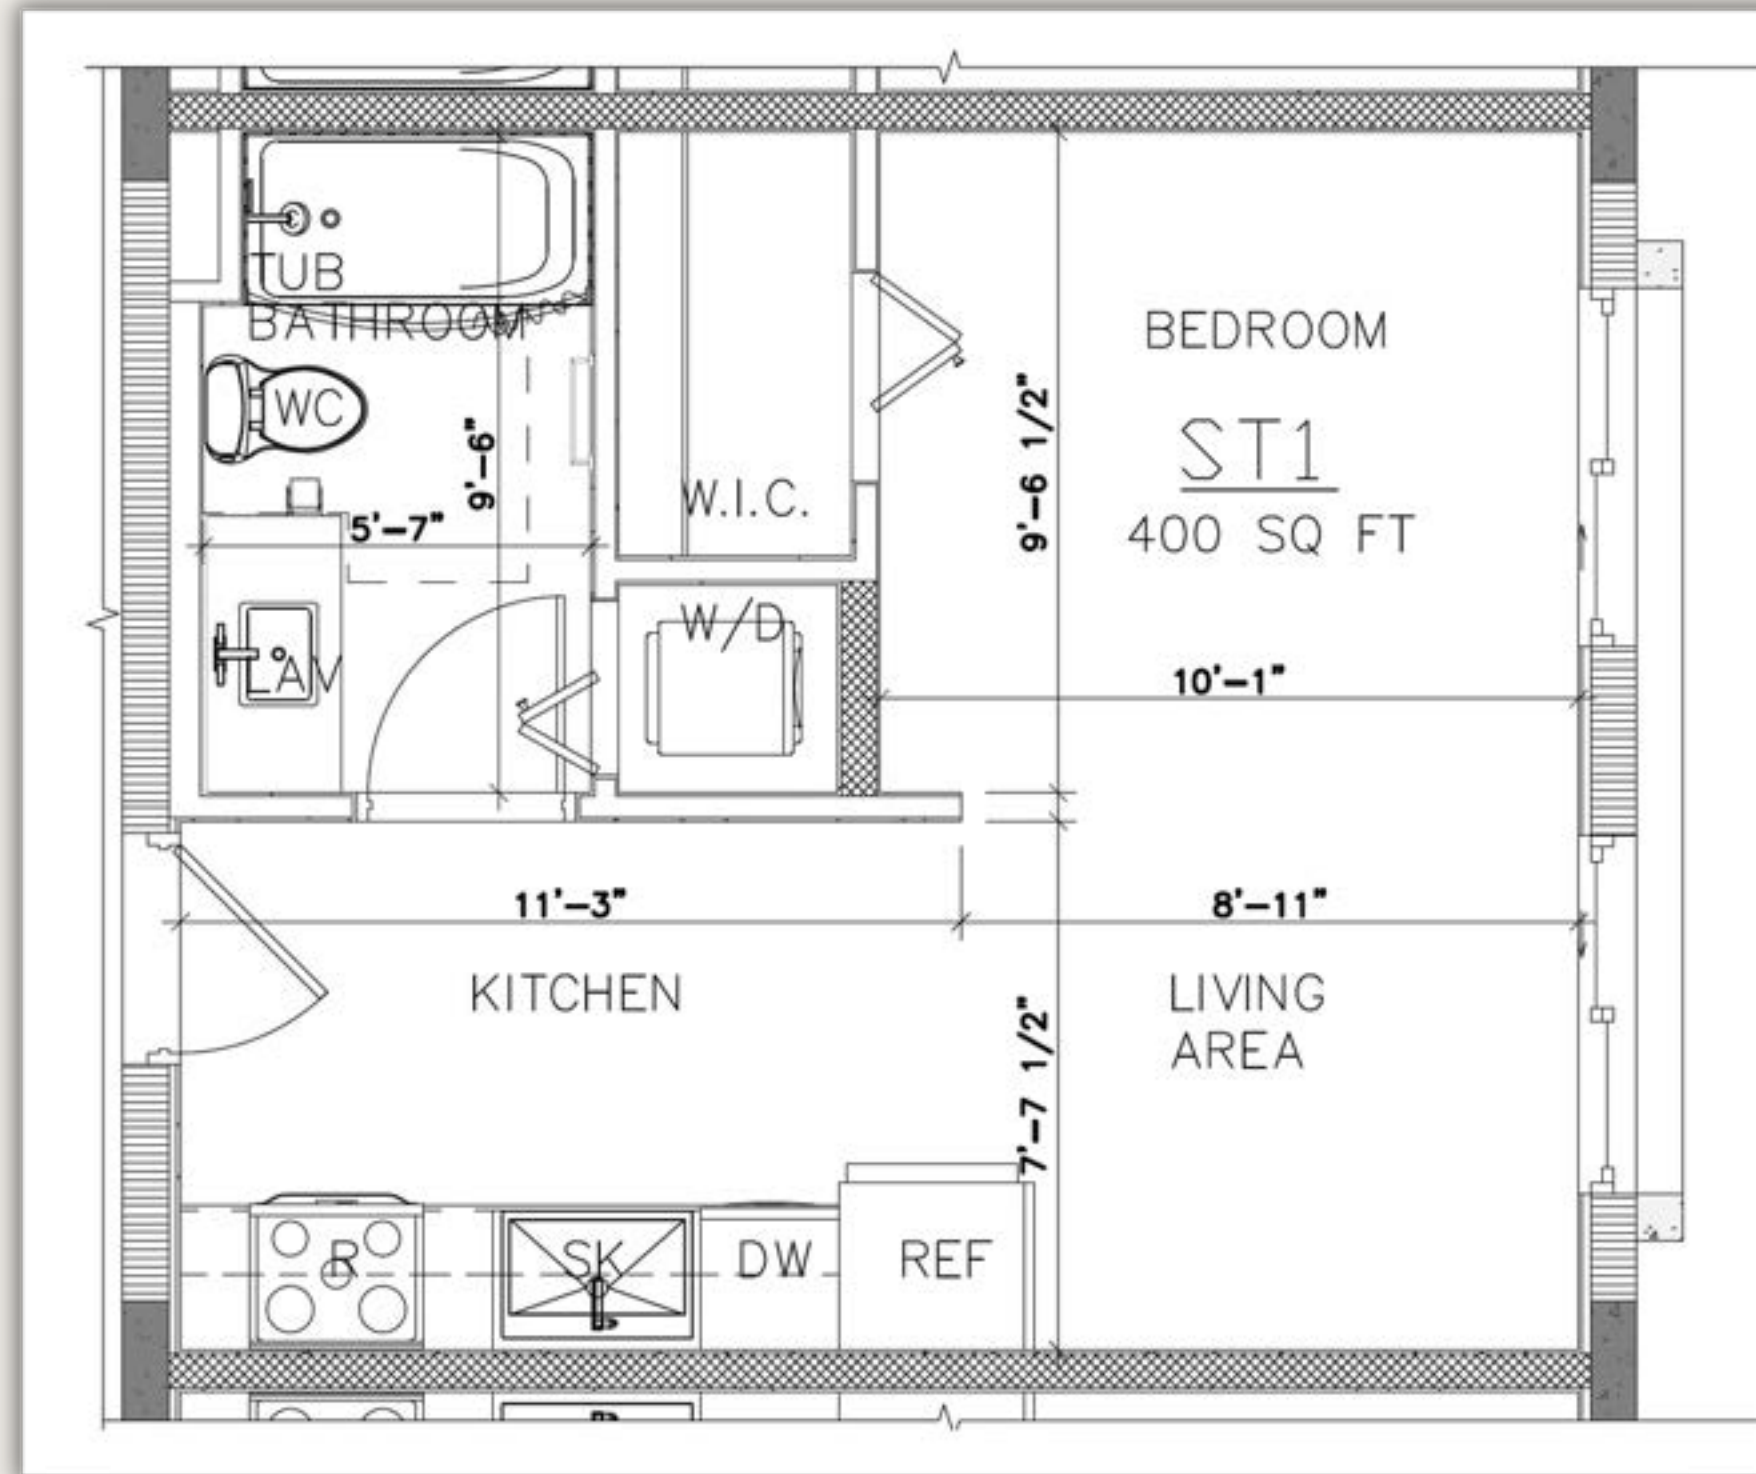 TUB
BATHROOM
WC
9'-6"
5'-7"
LAV
W.I.C.
W/D
BEDROOM
ST1
400 SQ FT
9'-6 1/2"
10'-1"
11'-3"
8'-11"
KITCHEN
LIVING
AREA
7'-7 1/2"
R
SK
DW
REF